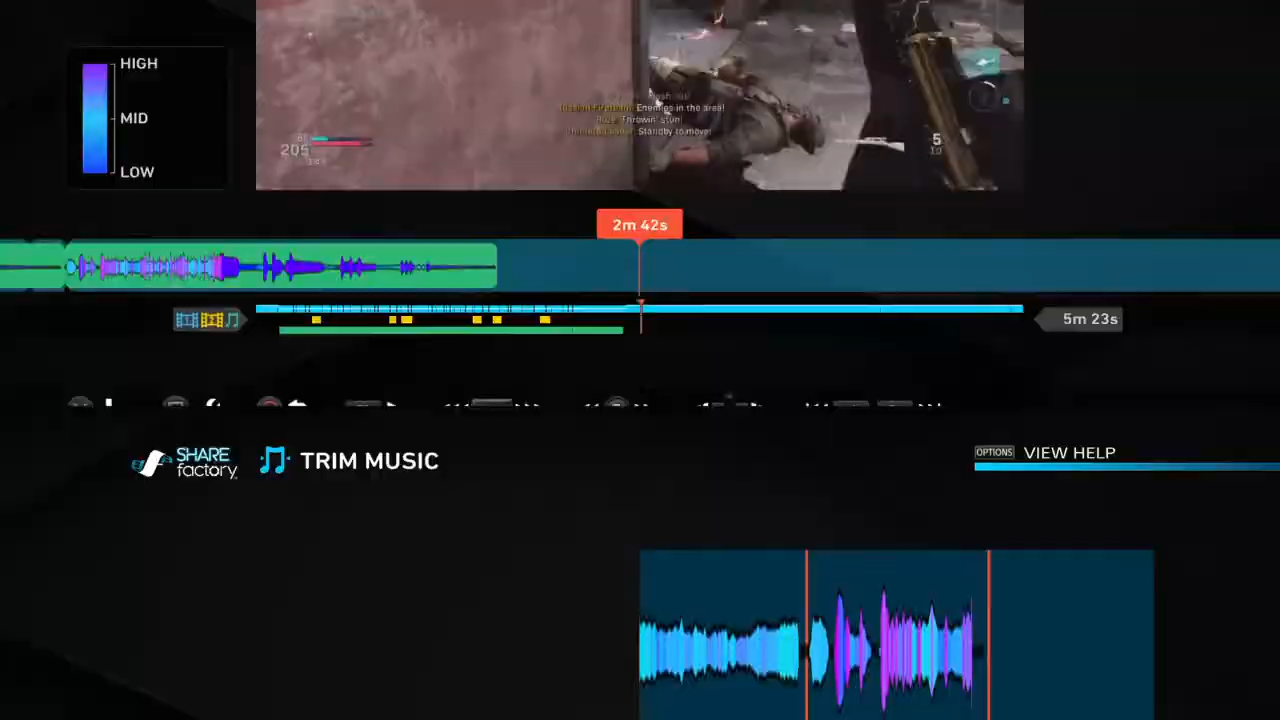 HIGH
MID
LOW
Enemies in the area!
Throwin' stun!
Standby to move!
205
5
2m 42s
5m 23s
SHARE
factory
TRIM MUSIC
OPTIONS
VIEW HELP